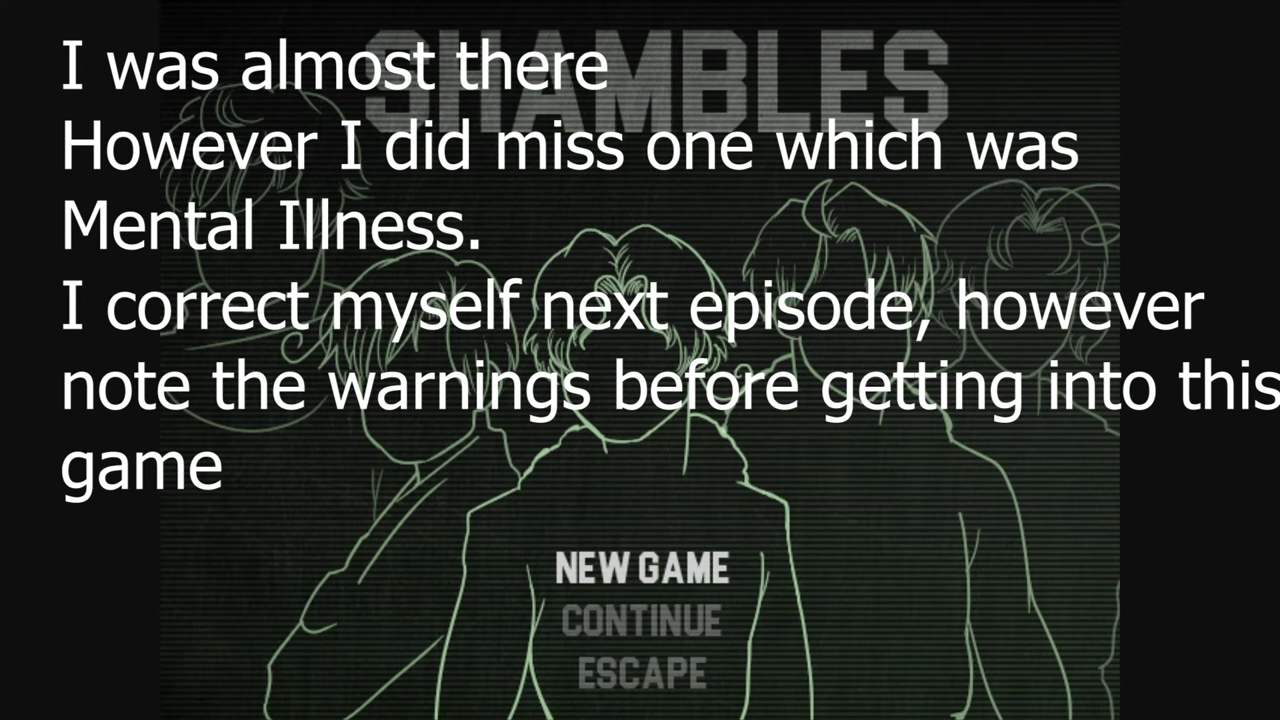 SHAMBLES
I was almost there
However I did miss one which was
Mental Illness.
I correct myself next episode, however
note the warnings before getting into this
game
NEW GAME
CONTINUE
ESCAPE